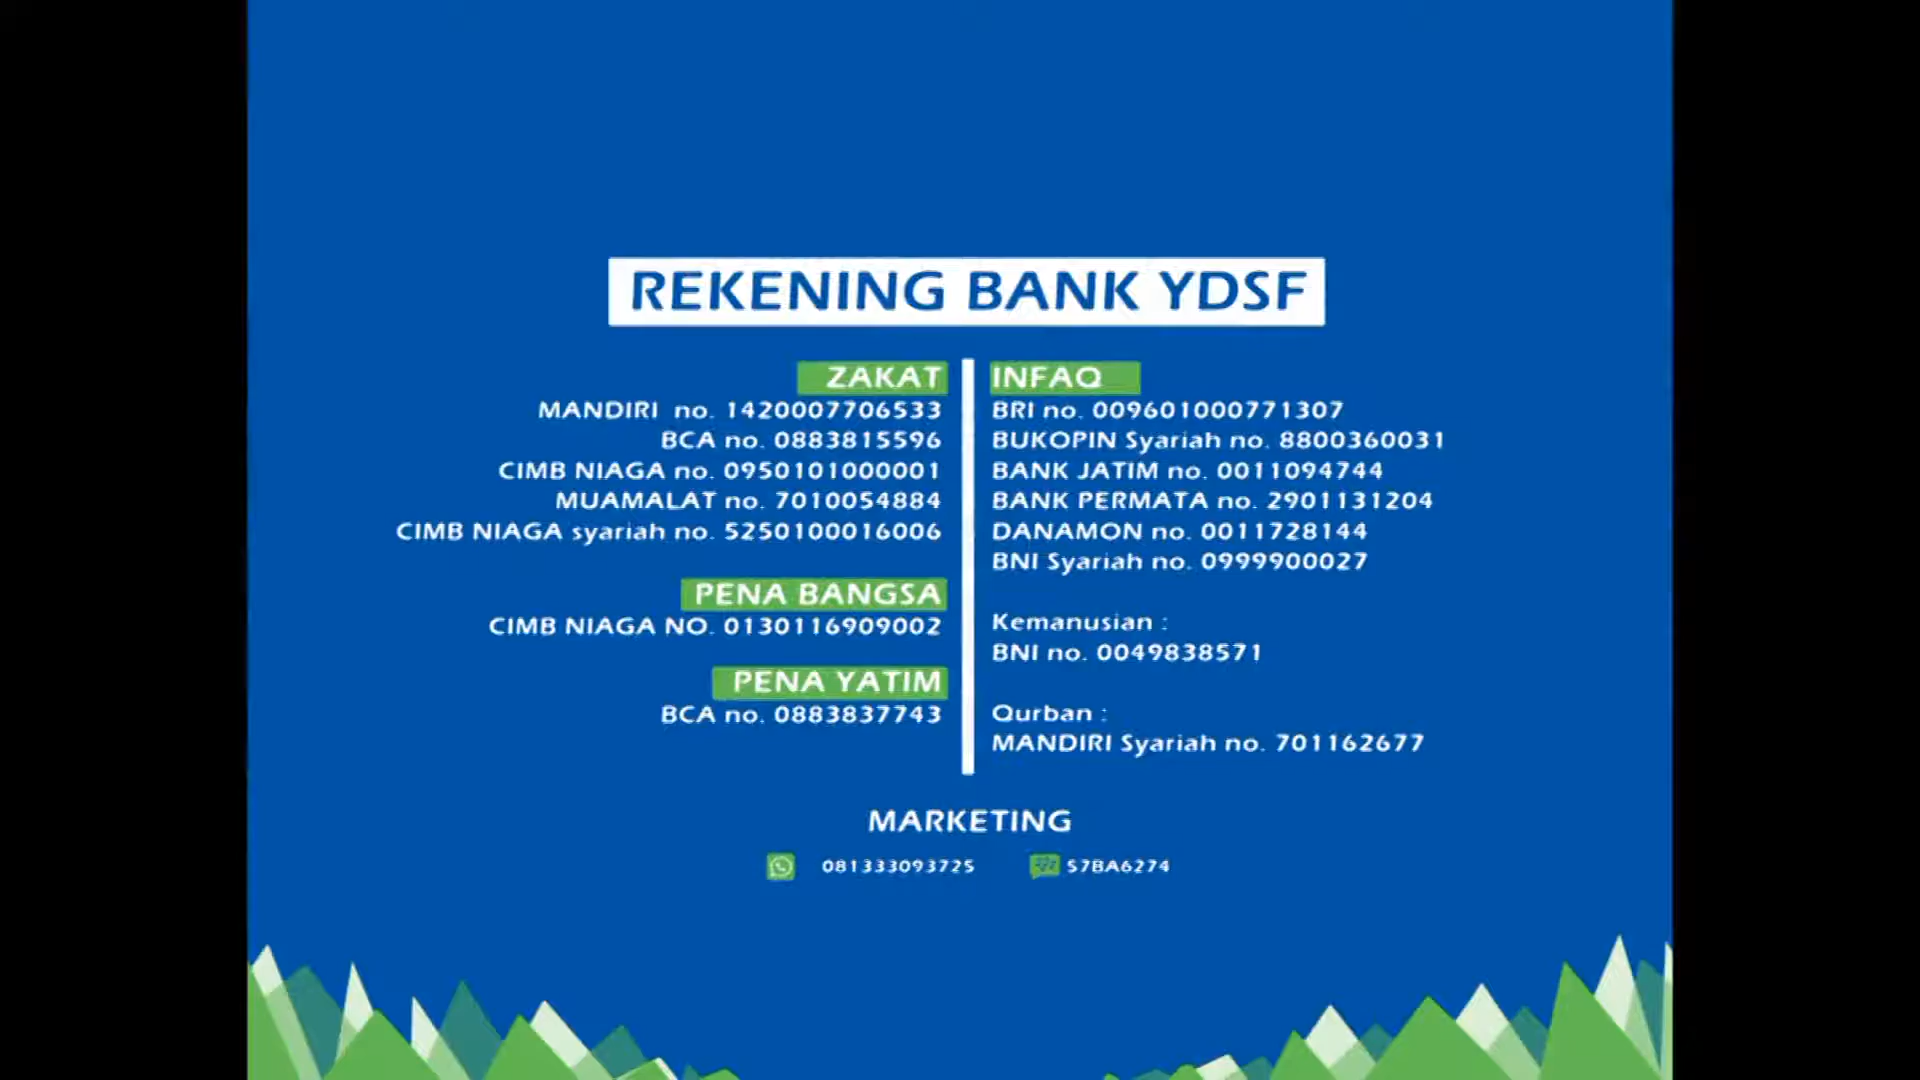 REKENING BANK YDSF
ZAKAT
MANDIRI no. 1420007706533
BCA no. 0883815596
CIMB NIAGA no. 0950101000001
MUAMALAT no. 7010054884
CIMB NIAGA syariah no. 5250100016006
PENA BANGSA
CIMB NIAGA NO. 0130116909002
PENA YATIM
BCA no. 0883837743
INFAQ
BRI no. 009601000771307
BUKOPIN Syariah no. 8800360031
BANK JATIM no. 0011094744
BANK PERMATA no. 2901131204
DANAMON no. 0011728144
BNI Syariah no. 0999900027
Kemanusian :
BNI no. 0049838571
Qurban :
MANDIRI Syariah no. 701162677
MARKETING
081333093725
57BA6274